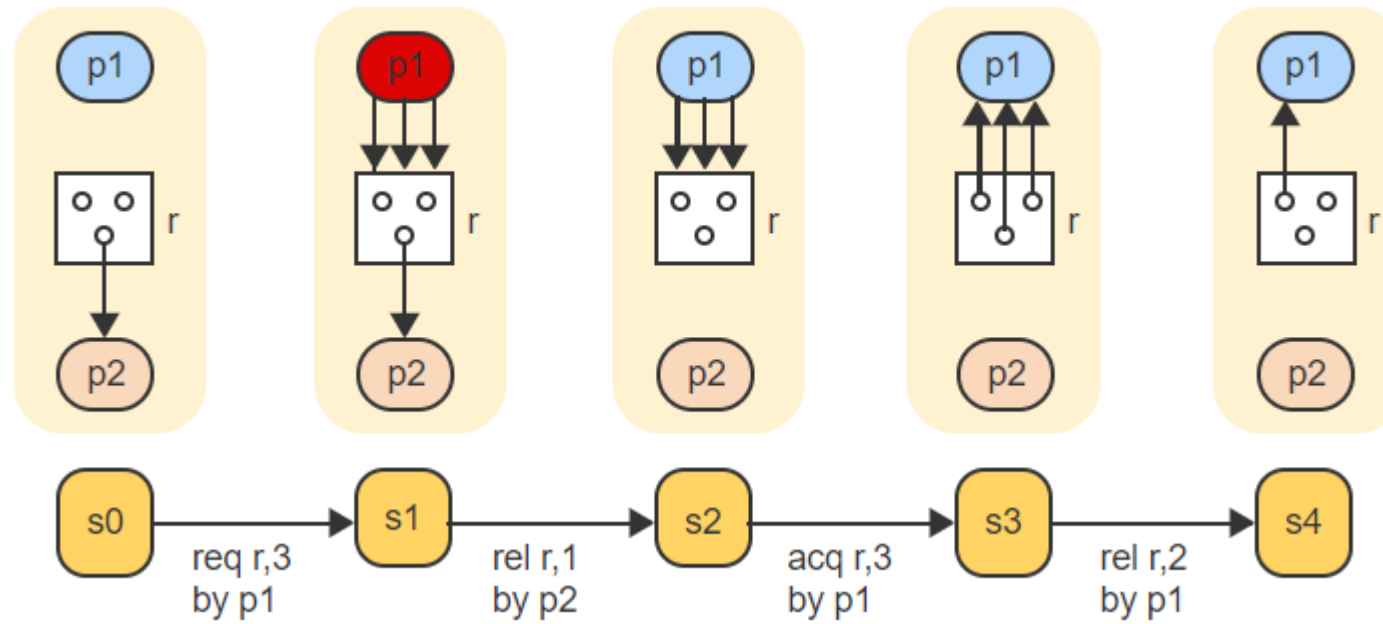 p1
p1
p1
p1
p1
r
r
r
r
r
p2
p2
p2
p2
p2
s0
s1
s2
s3
s4
req r,3
by p1
rel r,1
by p2
acq r,3
by p1
rel r,2
by p1